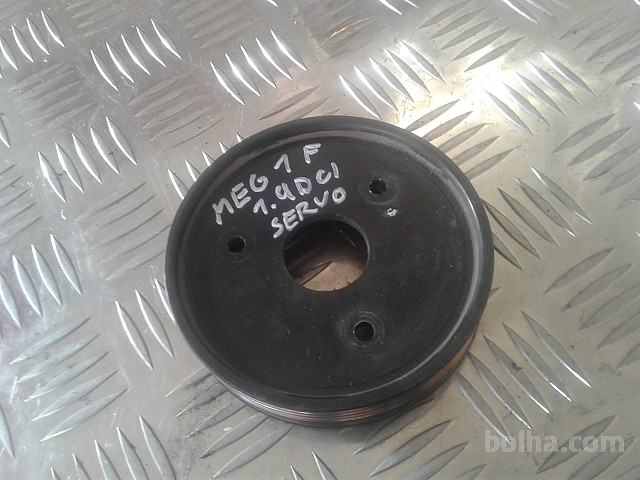 MEG 1 F
1.9DCI
SERVO
bolha.com